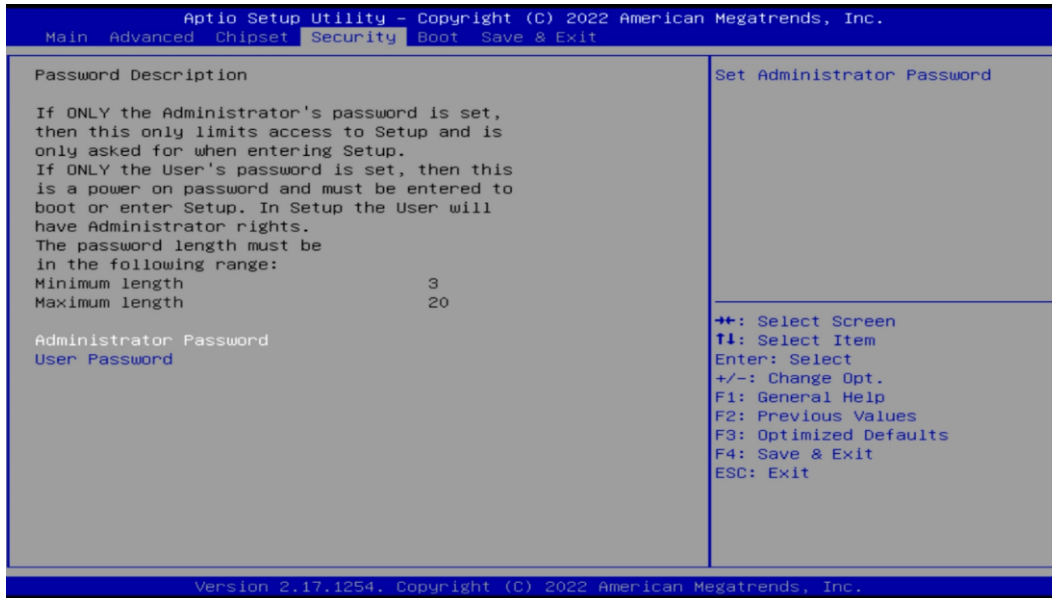 Aptio Setup Utility – Copyright (C) 2022 American Megatrends, Inc.
Main Advanced Chipset Security Boot Save & Exit
Password Description
If ONLY the Administrator's password is set,
then this only limits access to Setup and is
only asked for when entering Setup.
If ONLY the User's password is set, then this
is a power on password and must be entered to
boot or enter Setup. In Setup the User will
have Administrator rights.
The password length must be
in the following range:
Minimum length 3
Maximum length 20
Administrator Password
User Password
Set Administrator Password
→←: Select Screen
↑↓: Select Item
Enter: Select
+/-: Change Opt.
F1: General Help
F2: Previous Values
F3: Optimized Defaults
F4: Save & Exit
ESC: Exit
Version 2.17.1254. Copyright (C) 2022 American Megatrends, Inc.